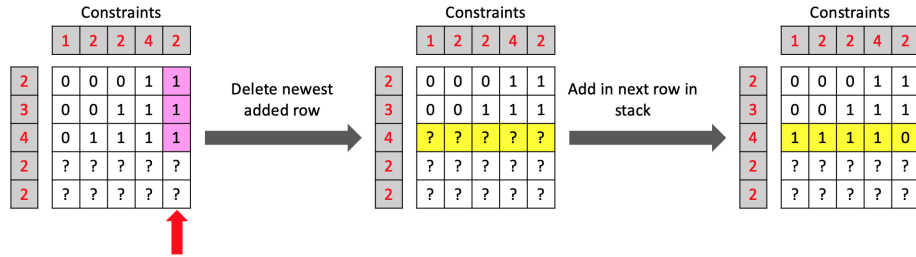 Constraints
1 2 2 4 2
2 0 0 0 1 1
3 0 0 1 1 1
4 0 1 1 1 1
2 ? ? ? ? ?
2 ? ? ? ? ?
Delete newest
added row
Constraints
1 2 2 4 2
2 0 0 0 1 1
3 0 0 1 1 1
4 ? ? ? ? ?
2 ? ? ? ? ?
2 ? ? ? ? ?
Add in next row in
stack
Constraints
1 2 2 4 2
2 0 0 0 1 1
3 0 0 1 1 1
4 1 1 1 1 0
2 ? ? ? ? ?
2 ? ? ? ? ?